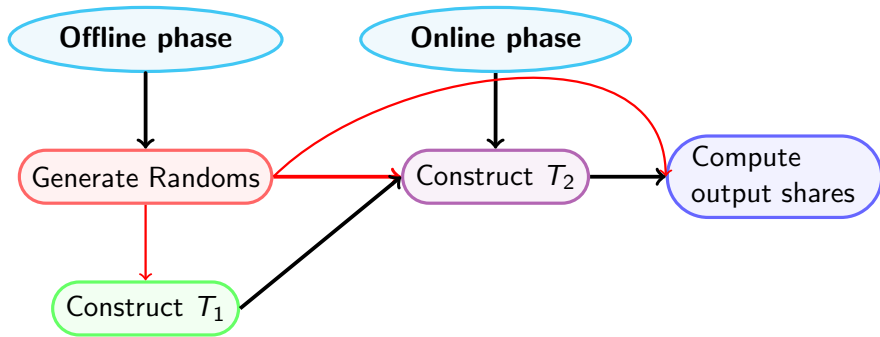 Offline phase
Online phase
Generate Randoms
Construct T₂
Compute
output shares
Construct T₁